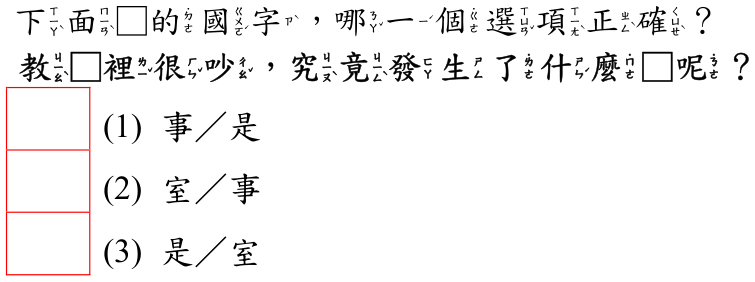 下面□的國字，哪一個選項正確？
教□裡很吵，究竟發生了什麼□呢？
(1) 事／是
(2) 室／事
(3) 是／室